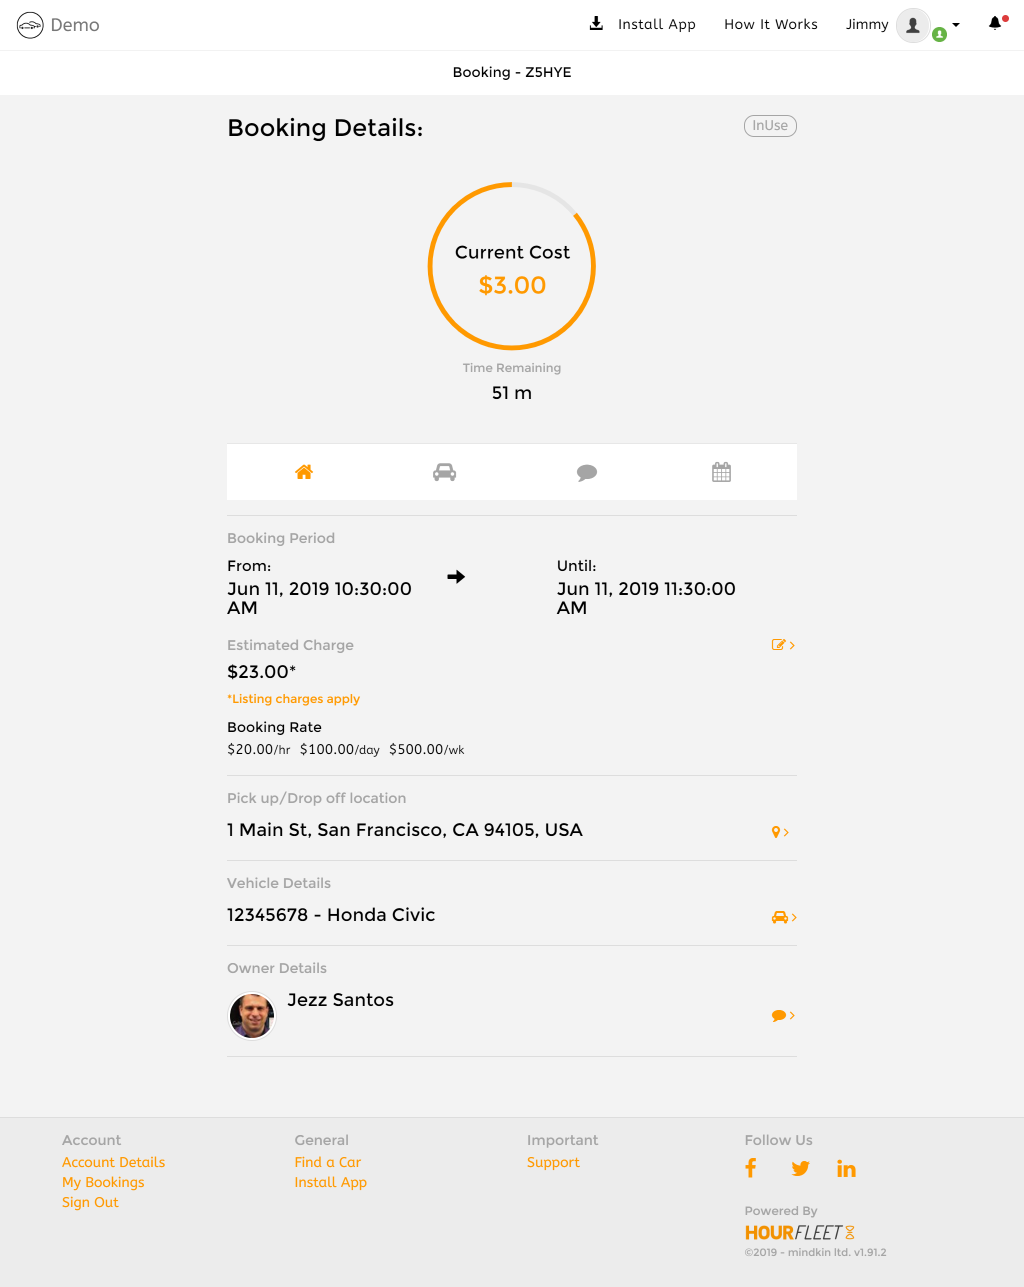 Demo
Install App
How It Works
Jimmy
Booking - Z5HYE
Booking Details:
InUse
Current Cost
$3.00
Time Remaining
51 m
Booking Period
From:
Jun 11, 2019 10:30:00
AM
Until:
Jun 11, 2019 11:30:00
AM
Estimated Charge
$23.00*
*Listing charges apply
Booking Rate
$20.00/hr $100.00/day $500.00/wk
Pick up/Drop off location
1 Main St, San Francisco, CA 94105, USA
Vehicle Details
12345678 - Honda Civic
Owner Details
Jezz Santos
Account
Account Details
My Bookings
Sign Out
General
Find a Car
Install App
Important
Support
Follow Us
Powered By
HOURFLEET
©2019 - mindkin ltd. v1.91.2